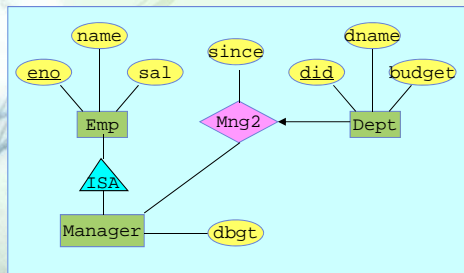 name
since
dname
eno
sal
did
budget
Emp
Mng2
Dept
ISA
Manager
dbgt